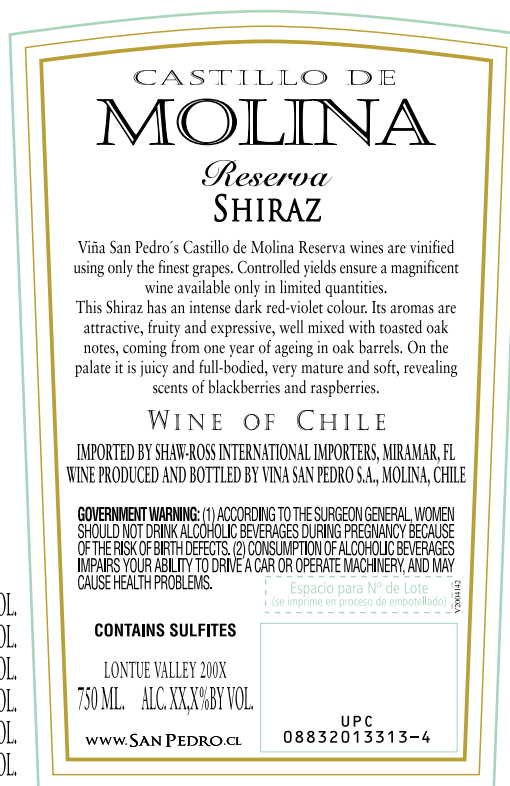 CASTILLO DE
MOLINA
Reserva
SHIRAZ
Viña San Pedro´s Castillo de Molina Reserva wines are vinified
using only the finest grapes. Controlled yields ensure a magnificent
wine available only in limited quantities.
This Shiraz has an intense dark red-violet colour. Its aromas are
attractive, fruity and expressive, well mixed with toasted oak
notes, coming from one year of ageing in oak barrels. On the
palate it is juicy and full-bodied, very mature and soft, revealing
scents of blackberries and raspberries.
WINE OF CHILE
IMPORTED BY SHAW-ROSS INTERNATIONAL IMPORTERS, MIRAMAR, FL
WINE PRODUCED AND BOTTLED BY VINA SAN PEDRO S.A., MOLINA, CHILE
GOVERNMENT WARNING: (1) ACCORDING TO THE SURGEON GENERAL, WOMEN
SHOULD NOT DRINK ALCOHOLIC BEVERAGES DURING PREGNANCY BECAUSE
OF THE RISK OF BIRTH DEFECTS. (2) CONSUMPTION OF ALCOHOLIC BEVERAGES
IMPAIRS YOUR ABILITY TO DRIVE A CAR OR OPERATE MACHINERY, AND MAY
CAUSE HEALTH PROBLEMS.
Espacio para Nº de Lote
(se imprime en proceso de embotellado)
V2004142
CONTAINS SULFITES
LONTUE VALLEY 200X
750 ML. ALC. XX,X%BY VOL.
WWW.SAN PEDRO.CL
UPC
08832013313-4
OL.
OL.
OL.
OL.
OL.
OL.